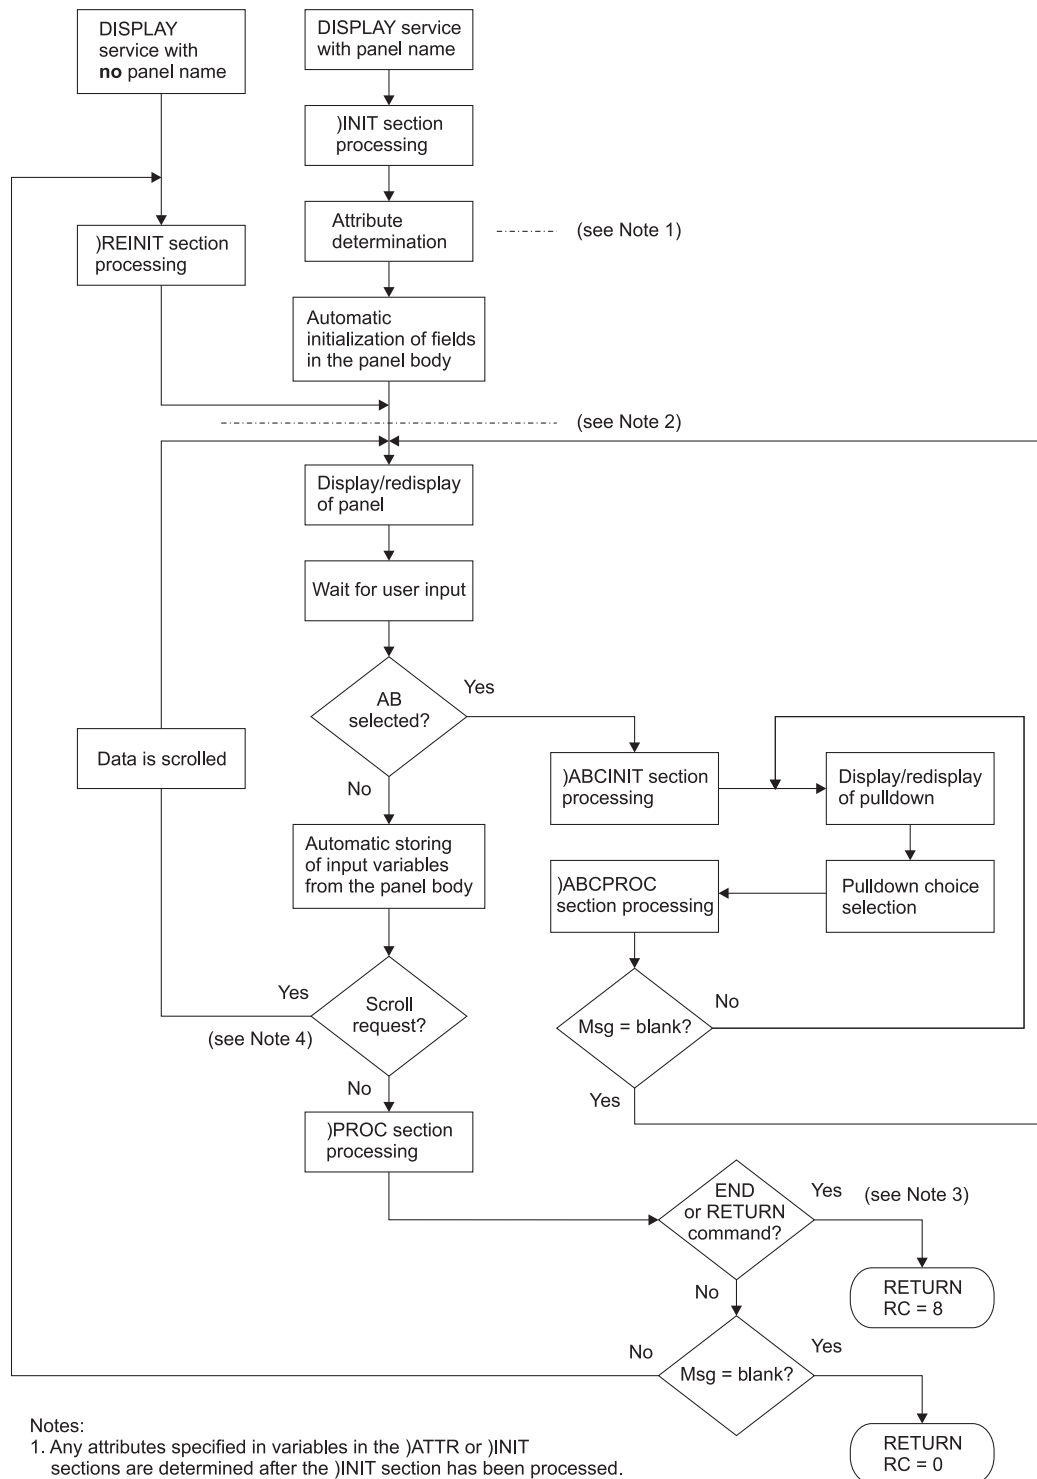 DISPLAY
service with
no panel name
DISPLAY service
with panel name
)INIT section
processing
Attribute
determination
(see Note 1)
)REINIT section
processing
Automatic
initialization of fields
in the panel body
(see Note 2)
Display/redisplay
of panel
Wait for user input
AB
selected?
Yes
No
Data is scrolled
)ABCINIT section
processing
Display/redisplay
of pulldown
Automatic storing
of input variables
from the panel body
)ABCPROC
section processing
Pulldown choice
selection
Yes
(see Note 4)
Scroll
request?
No
Msg = blank?
No
Yes
)PROC section
processing
END
or RETURN
command?
Yes
(see Note 3)
No
RETURN
RC = 8
No
Msg = blank?
Yes
RETURN
RC = 0
Notes:
1. Any attributes specified in variables in the )ATTR or )INIT
sections are determined after the )INIT section has been processed.